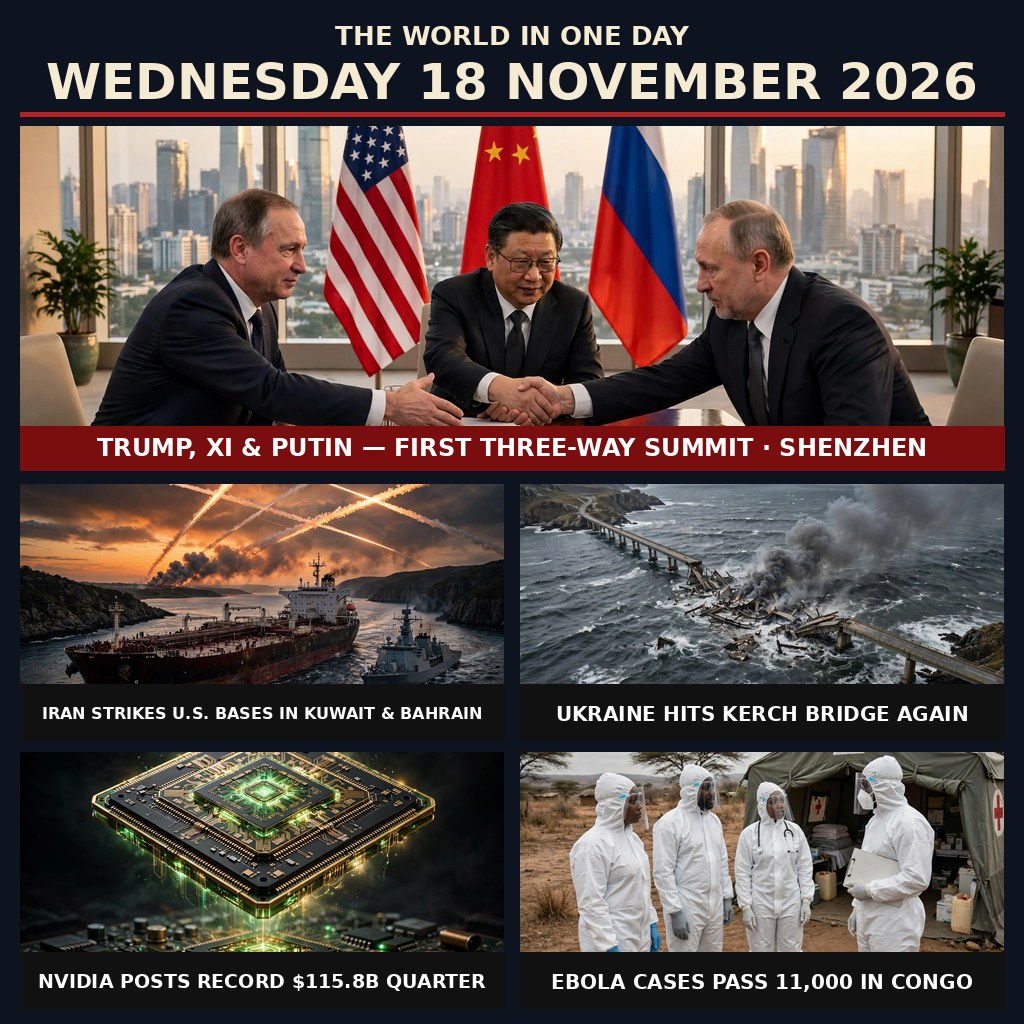 THE WORLD IN ONE DAY
WEDNESDAY 18 NOVEMBER 2026
TRUMP, XI & PUTIN — FIRST THREE-WAY SUMMIT · SHENZHEN
IRAN STRIKES U.S. BASES IN KUWAIT & BAHRAIN
UKRAINE HITS KERCH BRIDGE AGAIN
NVIDIA POSTS RECORD $115.8B QUARTER
EBOLA CASES PASS 11,000 IN CONGO